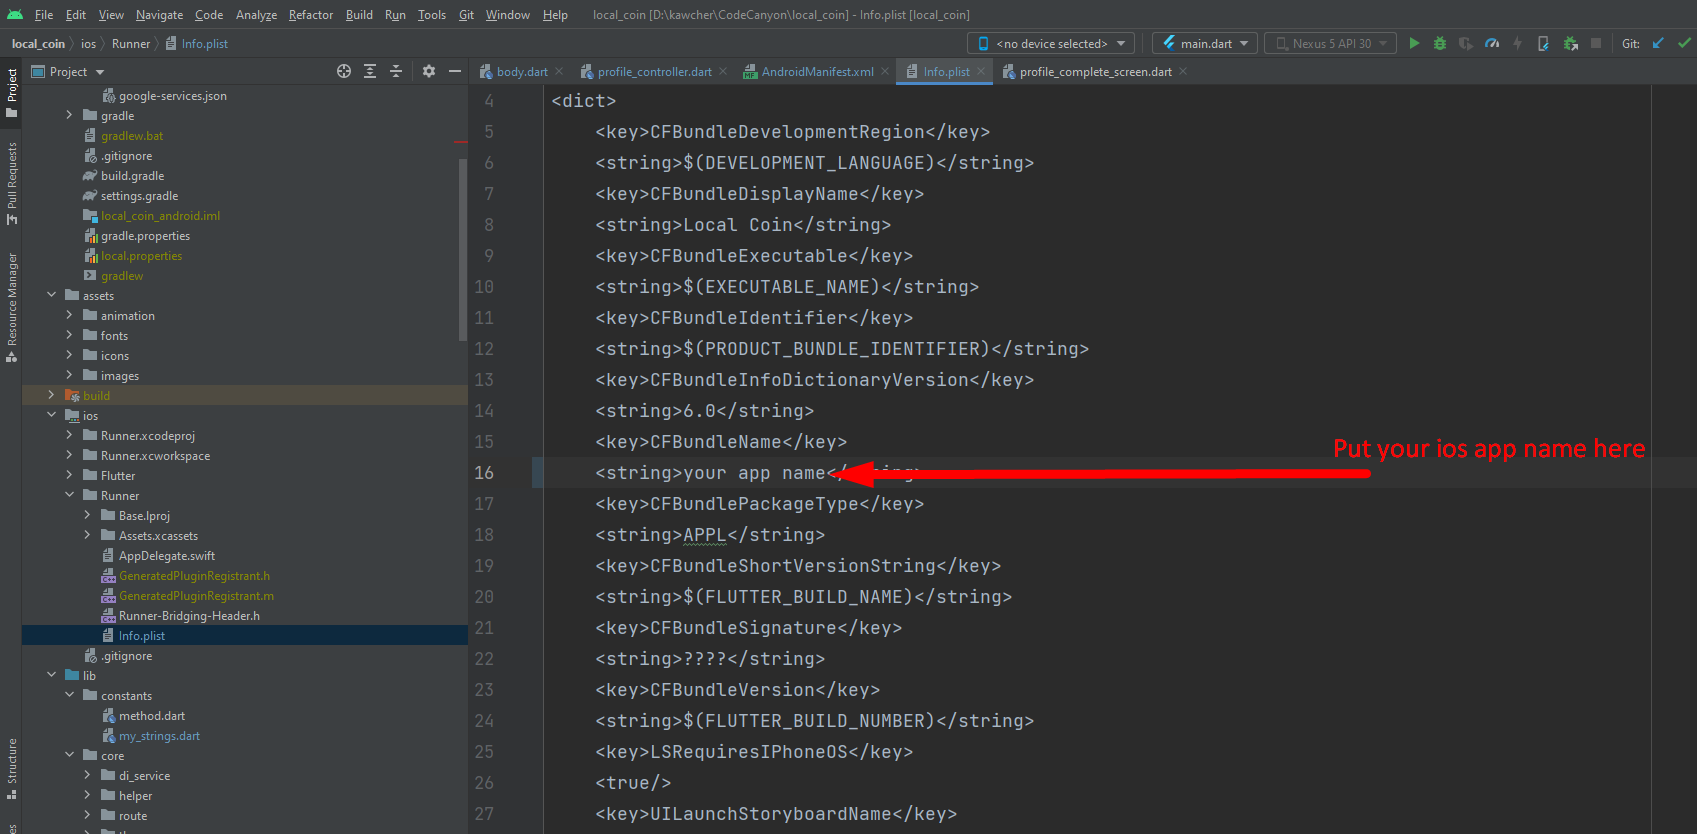 File Edit View Navigate Code Analyze Refactor Build Run Tools Git Window Help local_coin [D:\kawcher\CodeCanyon\local_coin] - Info.plist [local_coin]
local_coin ios Runner Info.plist <no device selected> main.dart Nexus 5 API 30 Git:
Project body.dart profile_controller.dart AndroidManifest.xml Info.plist profile_complete_screen.dart
Project
Pull Requests
Resource Manager
Structure
google-services.json
gradle
gradlew.bat
.gitignore
build.gradle
settings.gradle
local_coin_android.iml
gradle.properties
local.properties
gradlew
assets
animation
fonts
icons
images
build
ios
Runner.xcodeproj
Runner.xcworkspace
Flutter
Runner
Base.lproj
Assets.xcassets
AppDelegate.swift
GeneratedPluginRegistrant.h
GeneratedPluginRegistrant.m
Runner-Bridging-Header.h
Info.plist
.gitignore
lib
constants
method.dart
my_strings.dart
core
di_service
helper
route
4 <dict>
5 <key>CFBundleDevelopmentRegion</key>
6 <string>$(DEVELOPMENT_LANGUAGE)</string>
7 <key>CFBundleDisplayName</key>
8 <string>Local Coin</string>
9 <key>CFBundleExecutable</key>
10 <string>$(EXECUTABLE_NAME)</string>
11 <key>CFBundleIdentifier</key>
12 <string>$(PRODUCT_BUNDLE_IDENTIFIER)</string>
13 <key>CFBundleInfoDictionaryVersion</key>
14 <string>6.0</string>
15 <key>CFBundleName</key>
Put your ios app name here
16 <string>your app name</string>
17 <key>CFBundlePackageType</key>
18 <string>APPL</string>
19 <key>CFBundleShortVersionString</key>
20 <string>$(FLUTTER_BUILD_NAME)</string>
21 <key>CFBundleSignature</key>
22 <string>????</string>
23 <key>CFBundleVersion</key>
24 <string>$(FLUTTER_BUILD_NUMBER)</string>
25 <key>LSRequiresIPhoneOS</key>
26 <true/>
27 <key>UILaunchStoryboardName</key>